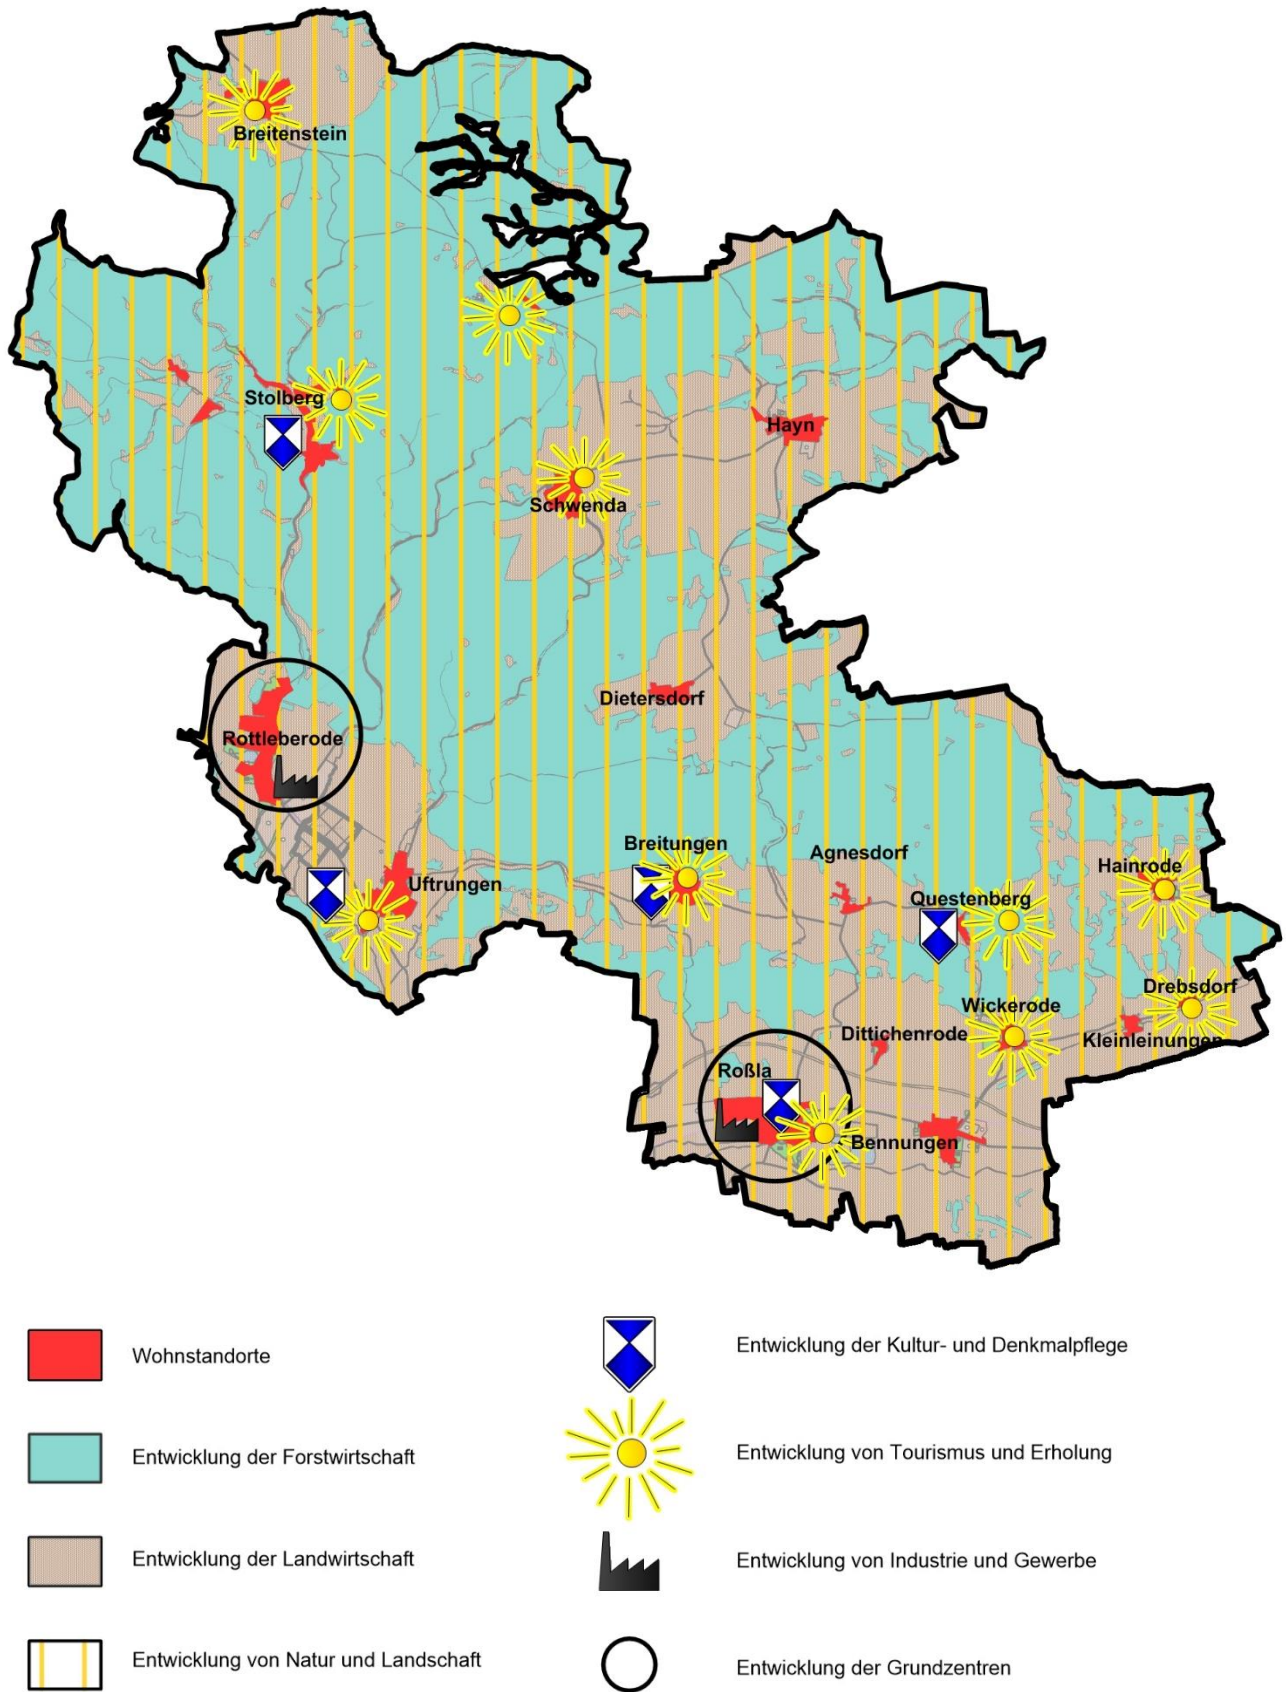 Breitenstein
Stolberg
Hayn
Schwenda
Dietersdorf
Rottleberode
Breitungen
Agnesdorf
Hainrode
Uftrungen
Questenberg
Drebsdorf
Wickerode
Dittichenrode
Kleinleinungen
Roßla
Bennungen
Wohnstandorte
Entwicklung der Forstwirtschaft
Entwicklung der Landwirtschaft
Entwicklung von Natur und Landschaft
Entwicklung der Kultur- und Denkmalpflege
Entwicklung von Tourismus und Erholung
Entwicklung von Industrie und Gewerbe
Entwicklung der Grundzentren